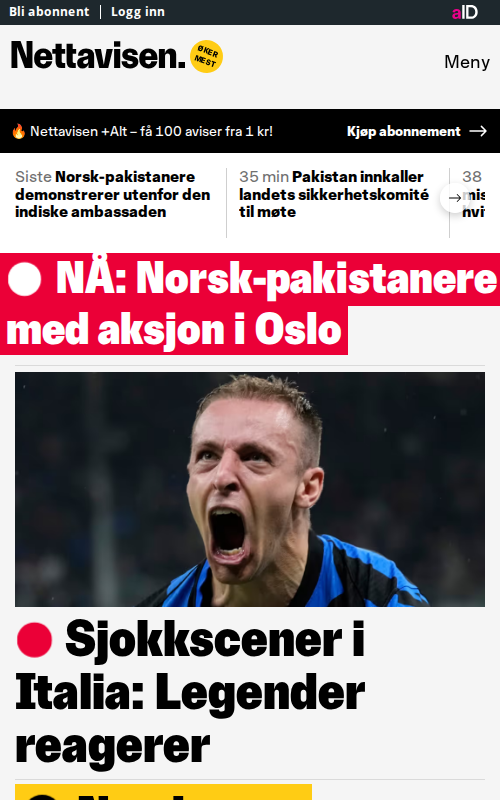 Bli abonnent | Logg inn
aID
Nettavisen.
ØKER
MEST
Meny
🔥 Nettavisen +Alt – få 100 aviser fra 1 kr!
Kjøp abonnement
Siste Norsk-pakistanere
demonstrerer utenfor den
indiske ambassaden
35 min Pakistan innkaller
landets sikkerhetskomité
til møte
38
NÅ: Norsk-pakistanere
med aksjon i Oslo
Sjokkscener i
Italia: Legender
reagerer